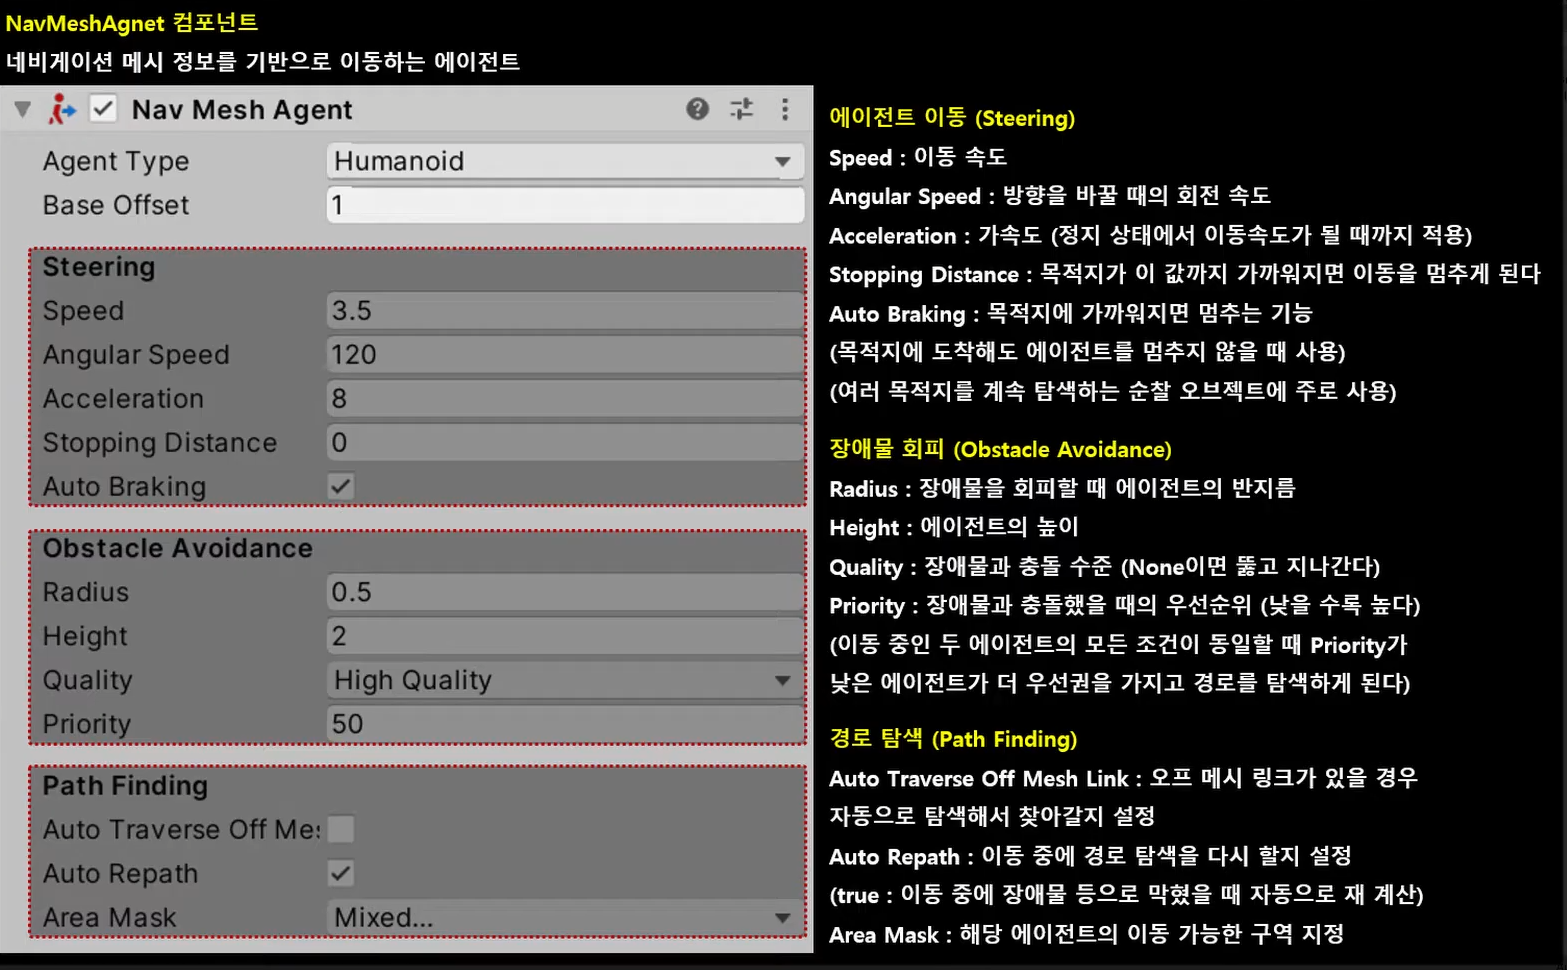 NavMeshAgnet 컴포넌트
네비게이션 메시 정보를 기반으로 이동하는 에이전트
Nav Mesh Agent
Agent Type Humanoid
Base Offset 1
Steering
Speed 3.5
Angular Speed 120
Acceleration 8
Stopping Distance 0
Auto Braking
Obstacle Avoidance
Radius 0.5
Height 2
Quality High Quality
Priority 50
Path Finding
Auto Traverse Off Mes
Auto Repath
Area Mask Mixed...
에이전트 이동 (Steering)
Speed : 이동 속도
Angular Speed : 방향을 바꿀 때의 회전 속도
Acceleration : 가속도 (정지 상태에서 이동속도가 될 때까지 적용)
Stopping Distance : 목적지가 이 값까지 가까워지면 이동을 멈추게 된다
Auto Braking : 목적지에 가까워지면 멈추는 기능
(목적지에 도착해도 에이전트를 멈추지 않을 때 사용)
(여러 목적지를 계속 탐색하는 순찰 오브젝트에 주로 사용)
장애물 회피 (Obstacle Avoidance)
Radius : 장애물을 회피할 때 에이전트의 반지름
Height : 에이전트의 높이
Quality : 장애물과 충돌 수준 (None이면 뚫고 지나간다)
Priority : 장애물과 충돌했을 때의 우선순위 (낮을 수록 높다)
(이동 중인 두 에이전트의 모든 조건이 동일할 때 Priority가
낮은 에이전트가 더 우선권을 가지고 경로를 탐색하게 된다)
경로 탐색 (Path Finding)
Auto Traverse Off Mesh Link : 오프 메시 링크가 있을 경우
자동으로 탐색해서 찾아갈지 설정
Auto Repath : 이동 중에 경로 탐색을 다시 할지 설정
(true : 이동 중에 장애물 등으로 막혔을 때 자동으로 재 계산)
Area Mask : 해당 에이전트의 이동 가능한 구역 지정